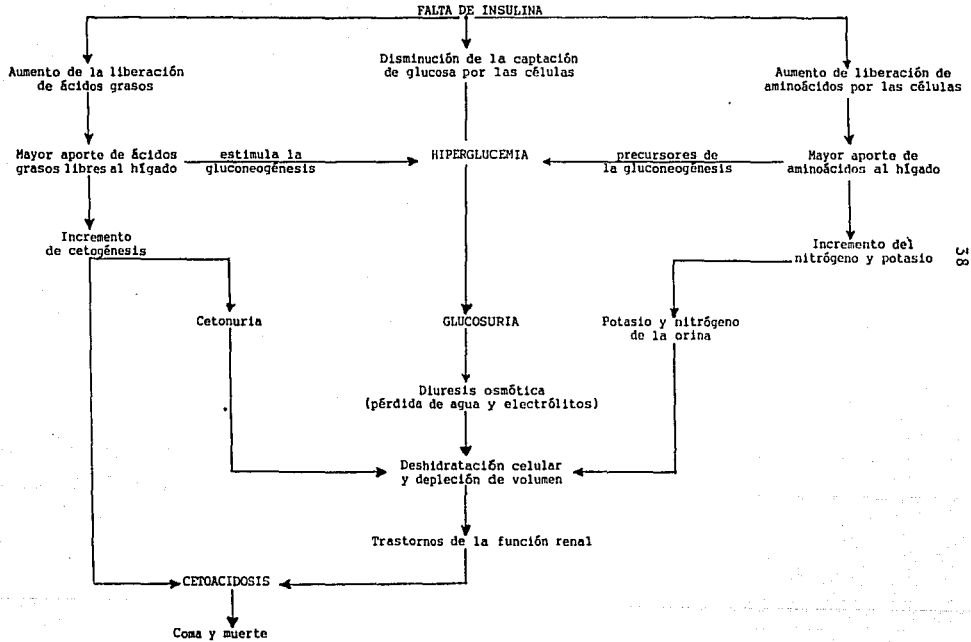 FALTA DE INSULINA
Aumento de la liberación
de ácidos grasos
Disminución de la captación
de glucosa por las células
Aumento de liberación de
aminoácidos por las células
Mayor aporte de ácidos
grasos libres al hígado
estimula la
gluconeogénesis
HIPERGLUCEMIA
precursores de
la gluconeogénesis
Mayor aporte de
aminoácidos al hígado
Incremento
de cetogénesis
Incremento del
nitrógeno y potasio
38
Cetonuria
GLUCOSURIA
Potasio y nitrógeno
de la orina
Diuresis osmótica
(pérdida de agua y electrólitos)
Deshidratación celular
y depleción de volumen
Trastornos de la función renal
CETOACIDOSIS
Coma y muerte